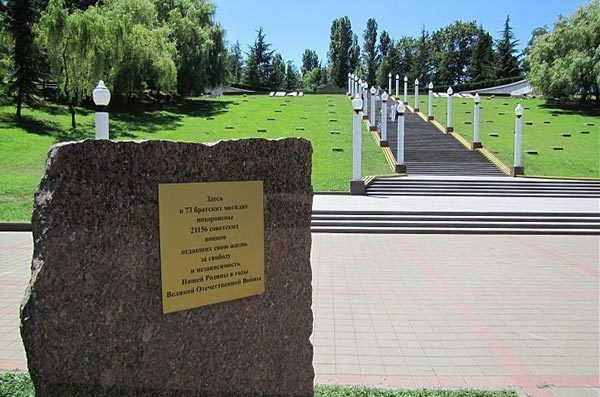 Здесь
в 73 братских могилах
похоронены
21156 советских
воинов
отдавших свою жизнь
за свободу
и независимость
Нашей Родины в годы
Великой Отечественной Войны